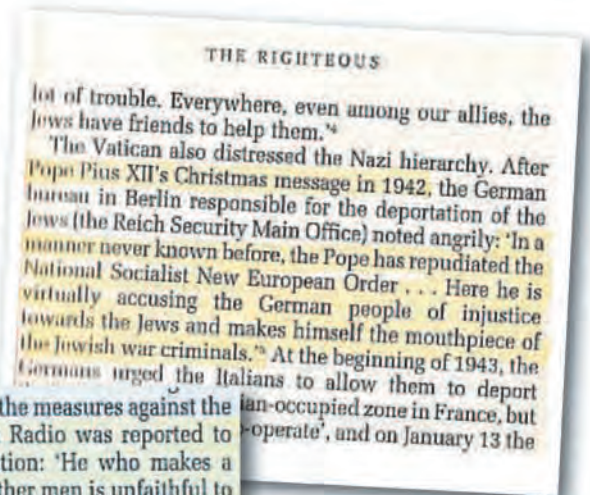 THE RIGHTEOUS
lot of trouble. Everywhere, even among our allies, the
Jews have friends to help them.'⁴
The Vatican also distressed the Nazi hierarchy. After
Pope Pius XII's Christmas message in 1942, the German
bureau in Berlin responsible for the deportation of the
Jews (the Reich Security Main Office) noted angrily: 'In a
manner never known before, the Pope has repudiated the
National Socialist New European Order . . . Here he is
virtually accusing the German people of injustice
towards the Jews and makes himself the mouthpiece of
the Jewish war criminals.'⁵ At the beginning of 1943, the
Germans urged the Italians to allow them to deport
ian-occupied zone in France, but
-operate', and on January 13 the
the measures against the
Radio was reported to
tion: 'He who makes a
ther men is unfaithful to